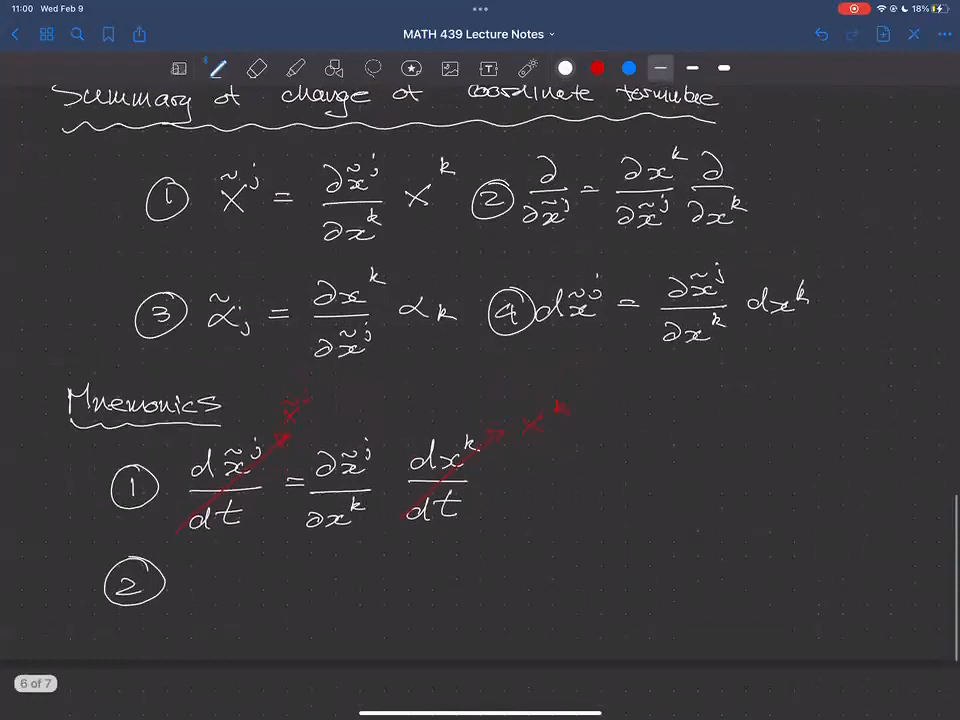 11:00 Wed Feb 9
18%
MATH 439 Lecture Notes
Summary of change of coordinate formulae
① X̃ʲ = ∂x̃ʲ/∂xᵏ Xᵏ ② ∂/∂x̃ʲ = ∂xᵏ/∂x̃ʲ ∂/∂xᵏ
③ α̃ⱼ = ∂xᵏ/∂x̃ʲ αₖ ④ dx̃ʲ = ∂x̃ʲ/∂xᵏ dxᵏ
Mnemonics
X̃ʲ Xᵏ
① dx̃ʲ/dt = ∂x̃ʲ/∂xᵏ dxᵏ/dt
②
6 of 7